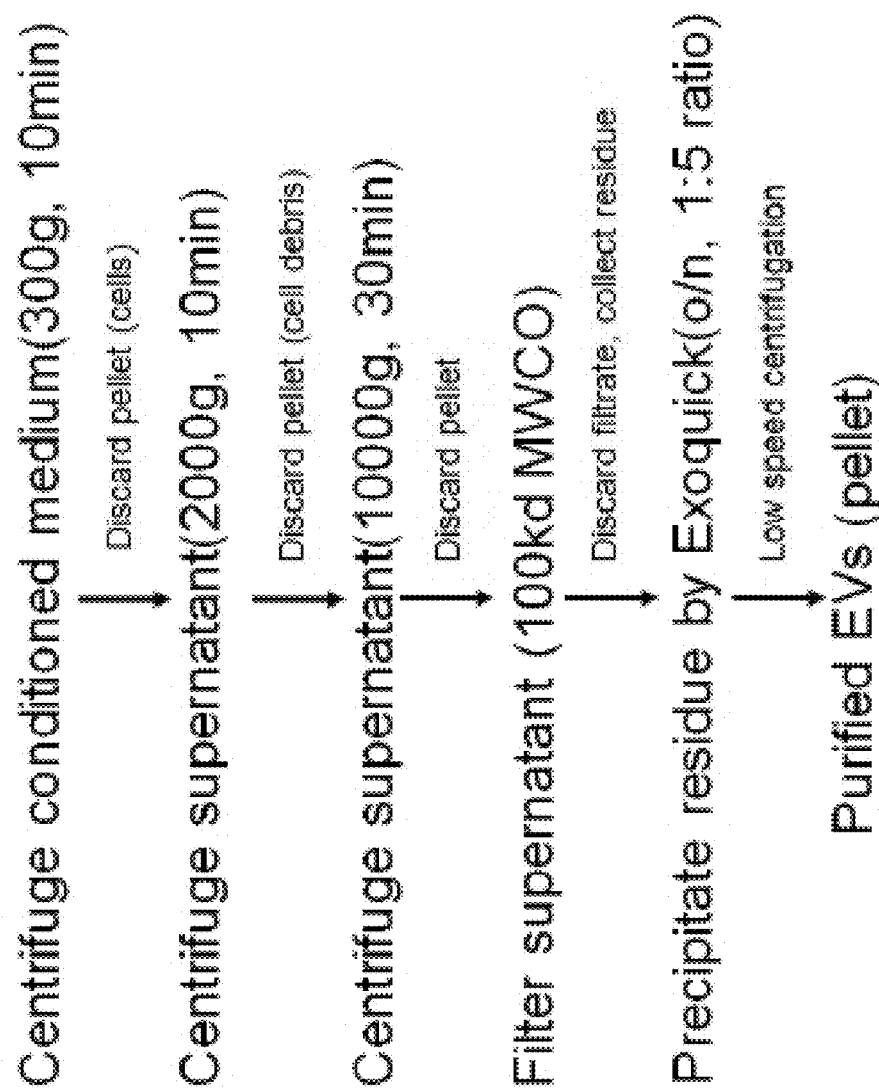 Centrifuge conditioned medium(300g, 10min)
Discard pellet (cells)
Centrifuge supernatant(2000g, 10min)
Discard pellet (cell debris)
Centrifuge supernatant(10000g, 30min)
Discard pellet
Filter supernatant (100kd MWCO)
Discard filtrate, collect residue
Precipitate residue by Exoquick(o/n, 1:5 ratio)
Low speed centrifugation
Purified EVs (pellet)